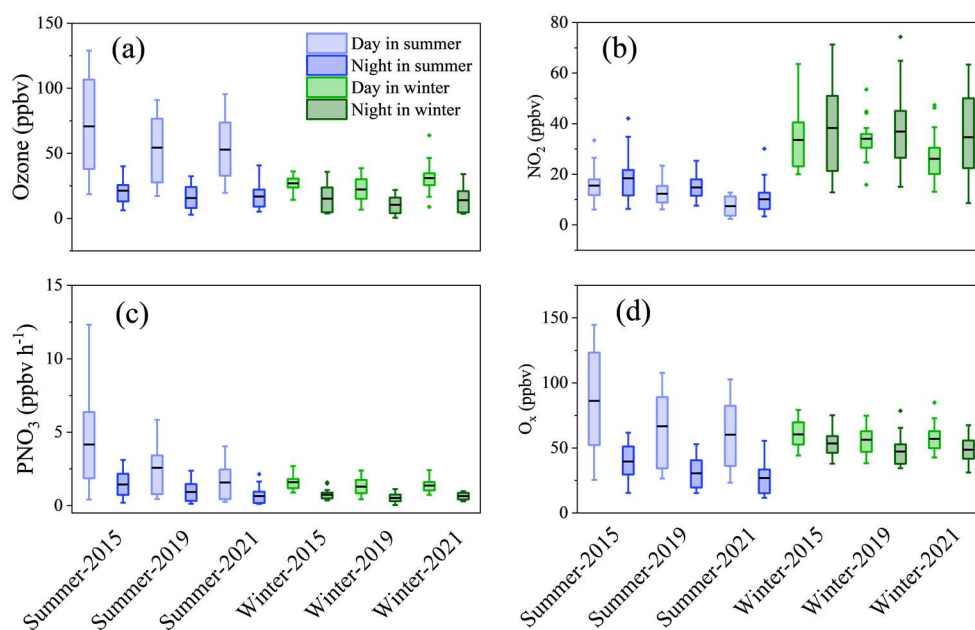 (a)
Ozone (ppbv)
150
100
50
0
Day in summer
Night in summer
Day in winter
Night in winter
(b)
NO₂ (ppbv)
80
60
40
20
0
(c)
PNO₃ (ppbv h⁻¹)
15
10
5
0
Summer-2015
Summer-2019
Summer-2021
Winter-2015
Winter-2019
Winter-2021
(d)
Oₓ (ppbv)
150
100
50
0
Summer-2015
Summer-2019
Summer-2021
Winter-2015
Winter-2019
Winter-2021